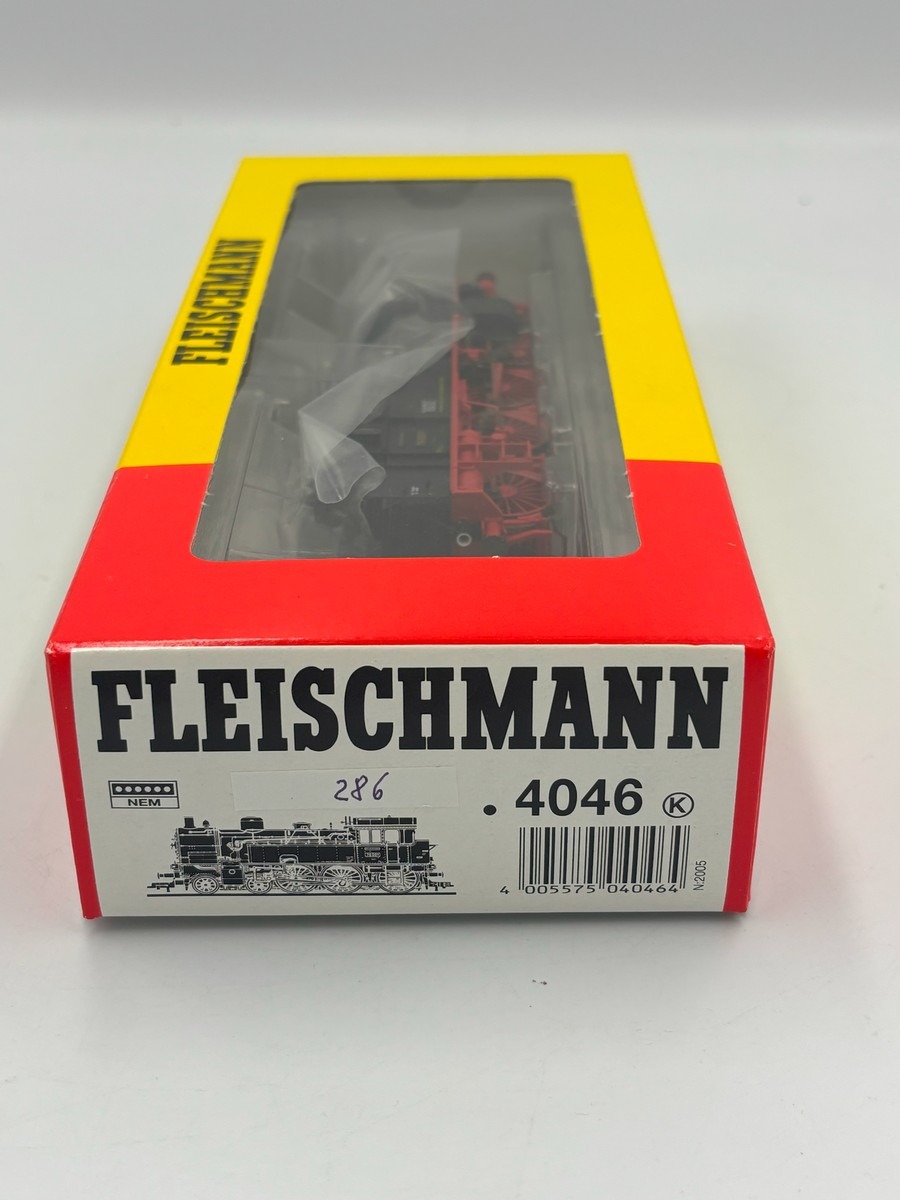 FLEISCHMANN
FLEISCHMANN
286
NEM
. 4046 K
4 005575 040464
N:2005